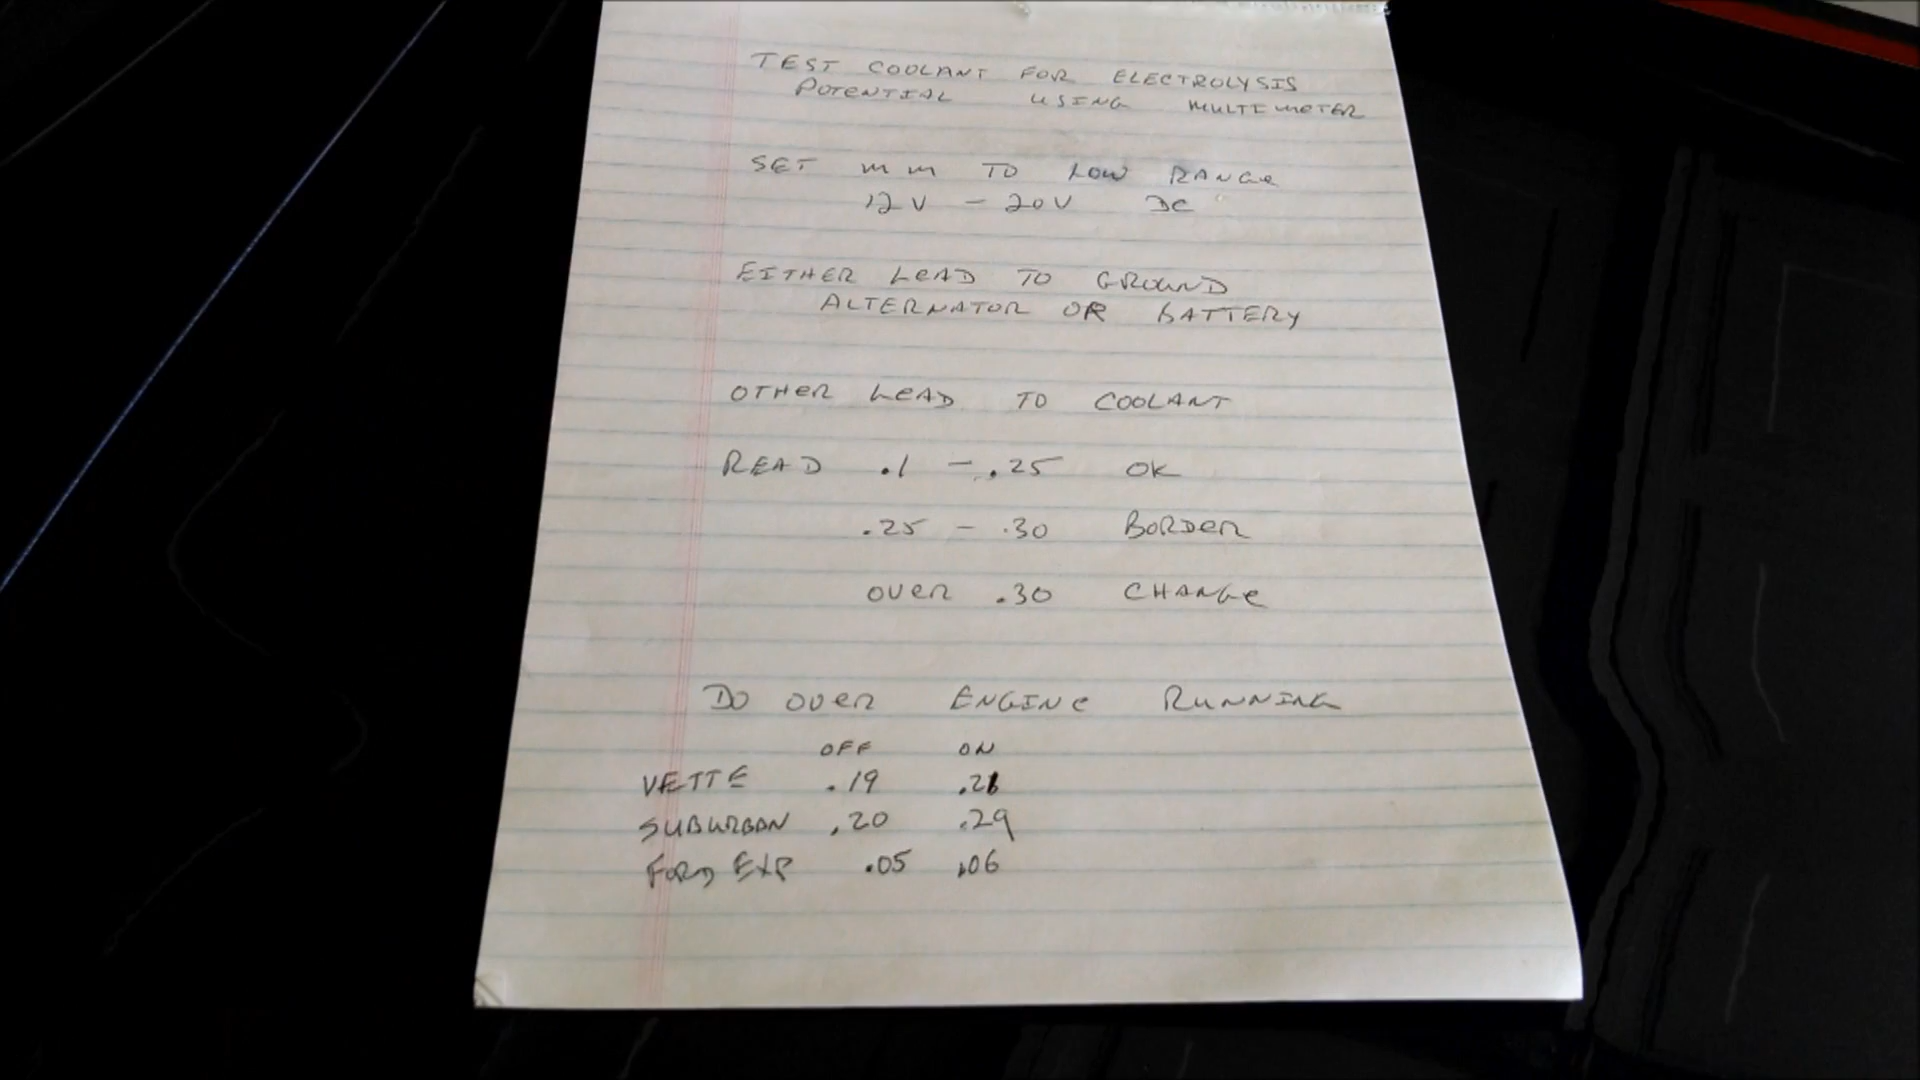 TEST COOLANT FOR ELECTROLYSIS
POTENTIAL USING MULTIMETER
SET MM TO LOW RANGE
12V - 20V DC
EITHER LEAD TO GROUND
ALTERNATOR OR BATTERY
OTHER LEAD TO COOLANT
READ .1 - .25 OK
.25 - .30 BORDER
OVER .30 CHANGE
DO OVER ENGINE RUNNING
OFF ON
VETTE .19 .21
SUBURBAN .20 .29
FORD EXP .05 .06